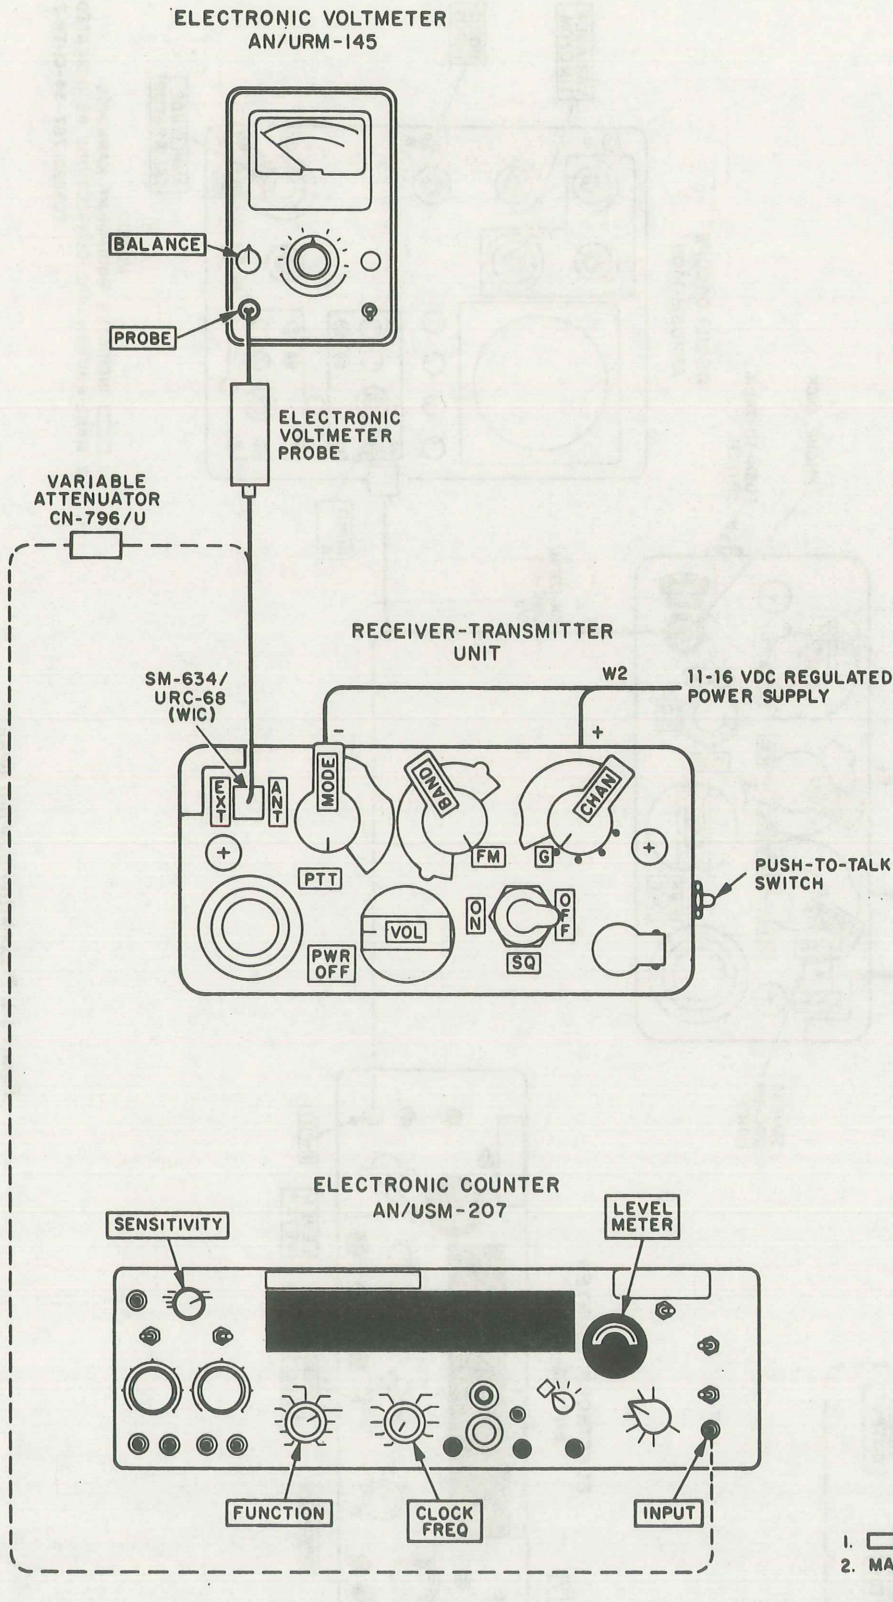 ELECTRONIC VOLTMETER
AN/URM-145
BALANCE
PROBE
ELECTRONIC
VOLTMETER
PROBE
VARIABLE
ATTENUATOR
CN-796/U
RECEIVER-TRANSMITTER
UNIT
SM-634/
URC-68
(WIC)
W2
11-16 VDC REGULATED
POWER SUPPLY
-
+
EXT
ANT
MODE
BAND
CHAN
+
FM
G
+
PTT
PUSH-TO-TALK
SWITCH
ON
OFF
VOL
PWR
OFF
SQ
ELECTRONIC COUNTER
AN/USM-207
SENSITIVITY
LEVEL
METER
FUNCTION
CLOCK
FREQ
INPUT
1.
2. MA